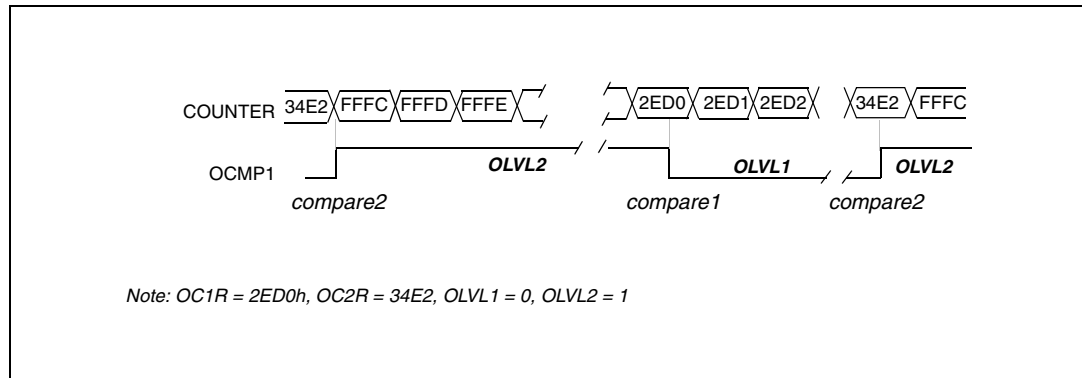 COUNTER 34E2 FFFC FFFD FFFE 2ED0 2ED1 2ED2 34E2 FFFC
OCMP1 OLVL2 OLVL1 OLVL2
compare2 compare1 compare2
Note: OC1R = 2ED0h, OC2R = 34E2, OLVL1 = 0, OLVL2 = 1